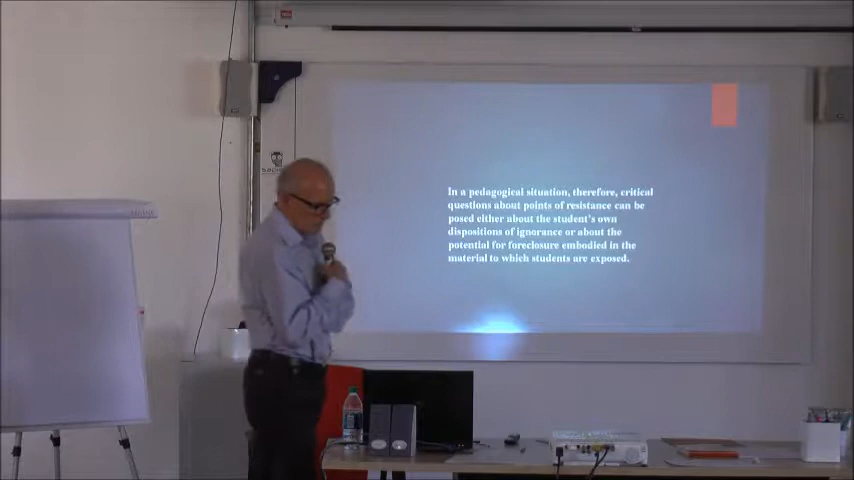 In a pedagogical situation, therefore, critical
questions about points of resistance can be
posed either about the student's own
dispositions of ignorance or about the
potential for foreclosure embodied in the
material to which students are exposed.